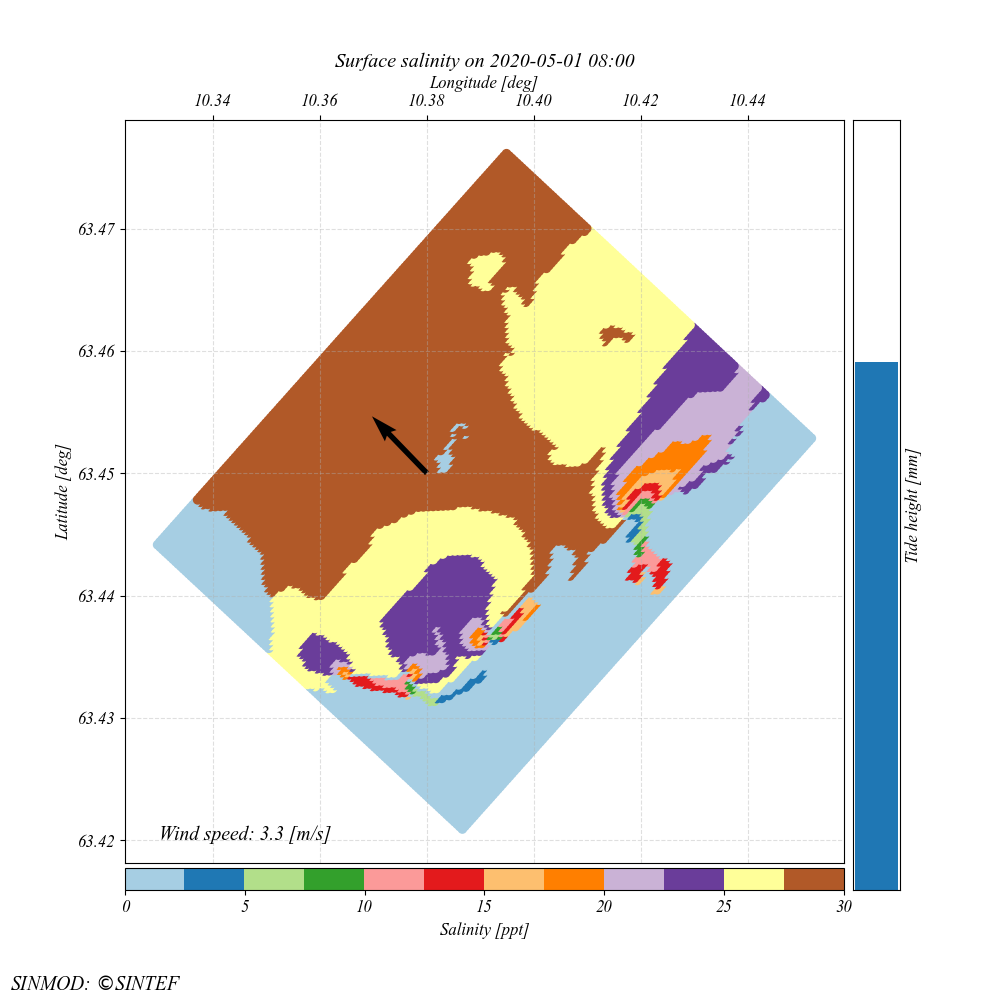 Surface salinity on 2020-05-01 08:00
Longitude [deg]
10.34 10.36 10.38 10.40 10.42 10.44
63.47
63.46
63.45
63.44
63.43
63.42
Latitude [deg]
Tide height [mm]
Wind speed: 3.3 [m/s]
0 5 10 15 20 25 30
Salinity [ppt]
SINMOD: ©SINTEF